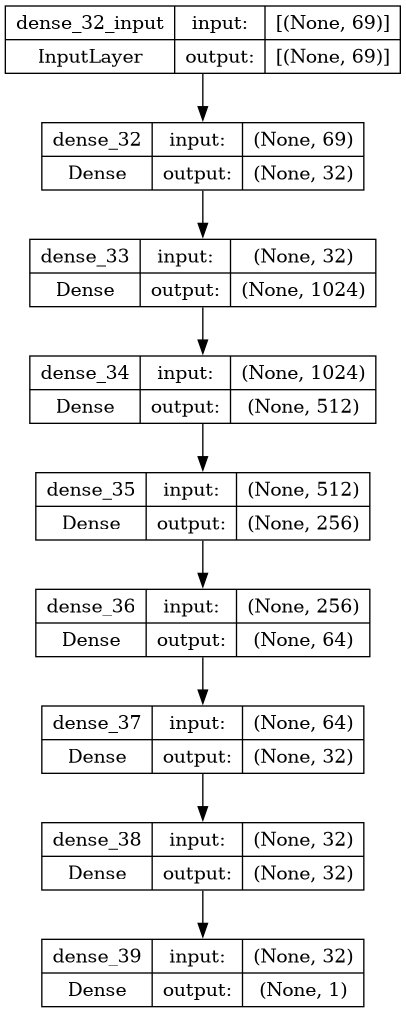 dense_32_input input: [(None, 69)]
InputLayer output: [(None, 69)]
dense_32 input: (None, 69)
Dense output: (None, 32)
dense_33 input: (None, 32)
Dense output: (None, 1024)
dense_34 input: (None, 1024)
Dense output: (None, 512)
dense_35 input: (None, 512)
Dense output: (None, 256)
dense_36 input: (None, 256)
Dense output: (None, 64)
dense_37 input: (None, 64)
Dense output: (None, 32)
dense_38 input: (None, 32)
Dense output: (None, 32)
dense_39 input: (None, 32)
Dense output: (None, 1)